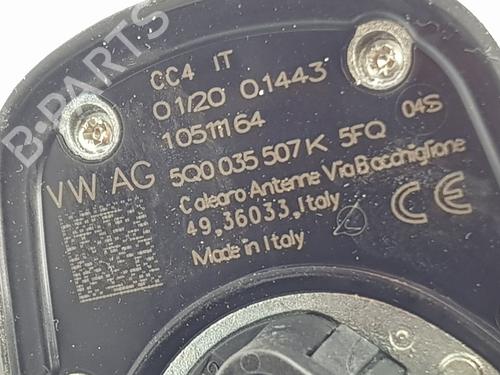 CC4 IT
01/20 01443
10511164 04S
VW AG 5Q0 035 507 K 5FQ
Calearo Antenne Via Bacchiglione
49,36033,Italy
Made in Italy CE
B-PARTS